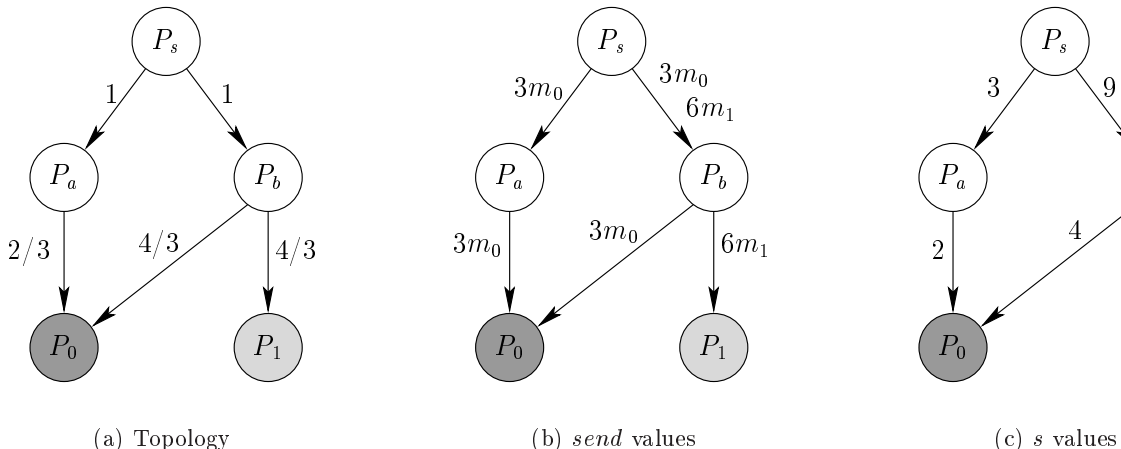 P_s P_s P_s
1 1 3m_0 3m_0 6m_1 3 9
P_a P_b P_a P_b P_a
2/3 4/3 4/3 3m_0 3m_0 6m_1 2 4
P_0 P_1 P_0 P_1 P_0
(a) Topology (b) send values (c) s values